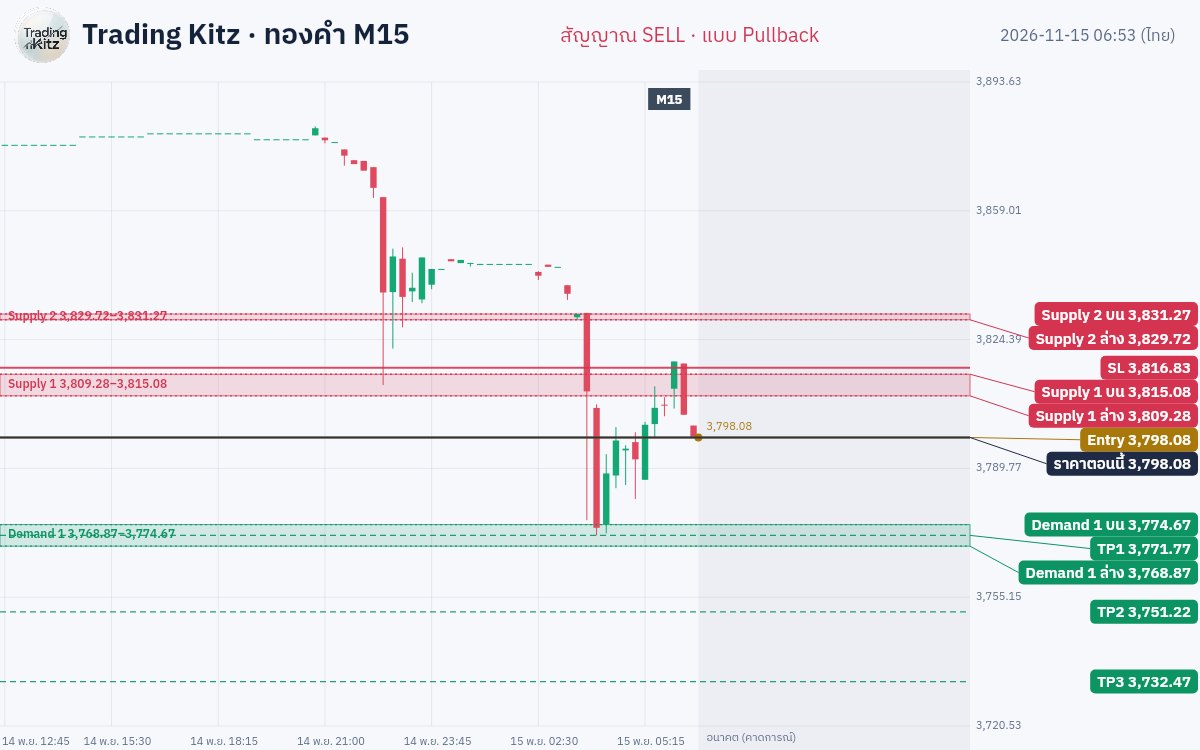 Trading Kitz
Trading Kitz · ทองคำ M15
สัญญาณ SELL · แบบ Pullback
2026-11-15 06:53 (ไทย)
M15
3,893.63
3,859.01
3,824.39
3,789.77
3,755.15
3,720.53
Supply 2 3,829.72–3,831.27
Supply 1 3,809.28–3,815.08
3,798.08
Demand 1 3,768.87–3,774.67
Supply 2 บน 3,831.27
Supply 2 ล่าง 3,829.72
SL 3,816.83
Supply 1 บน 3,815.08
Supply 1 ล่าง 3,809.28
Entry 3,798.08
ราคาตอนนี้ 3,798.08
Demand 1 บน 3,774.67
TP1 3,771.77
Demand 1 ล่าง 3,768.87
TP2 3,751.22
TP3 3,732.47
14 พ.ย. 12:45
14 พ.ย. 15:30
14 พ.ย. 18:15
14 พ.ย. 21:00
14 พ.ย. 23:45
15 พ.ย. 02:30
15 พ.ย. 05:15
อนาคต (คาดการณ์)